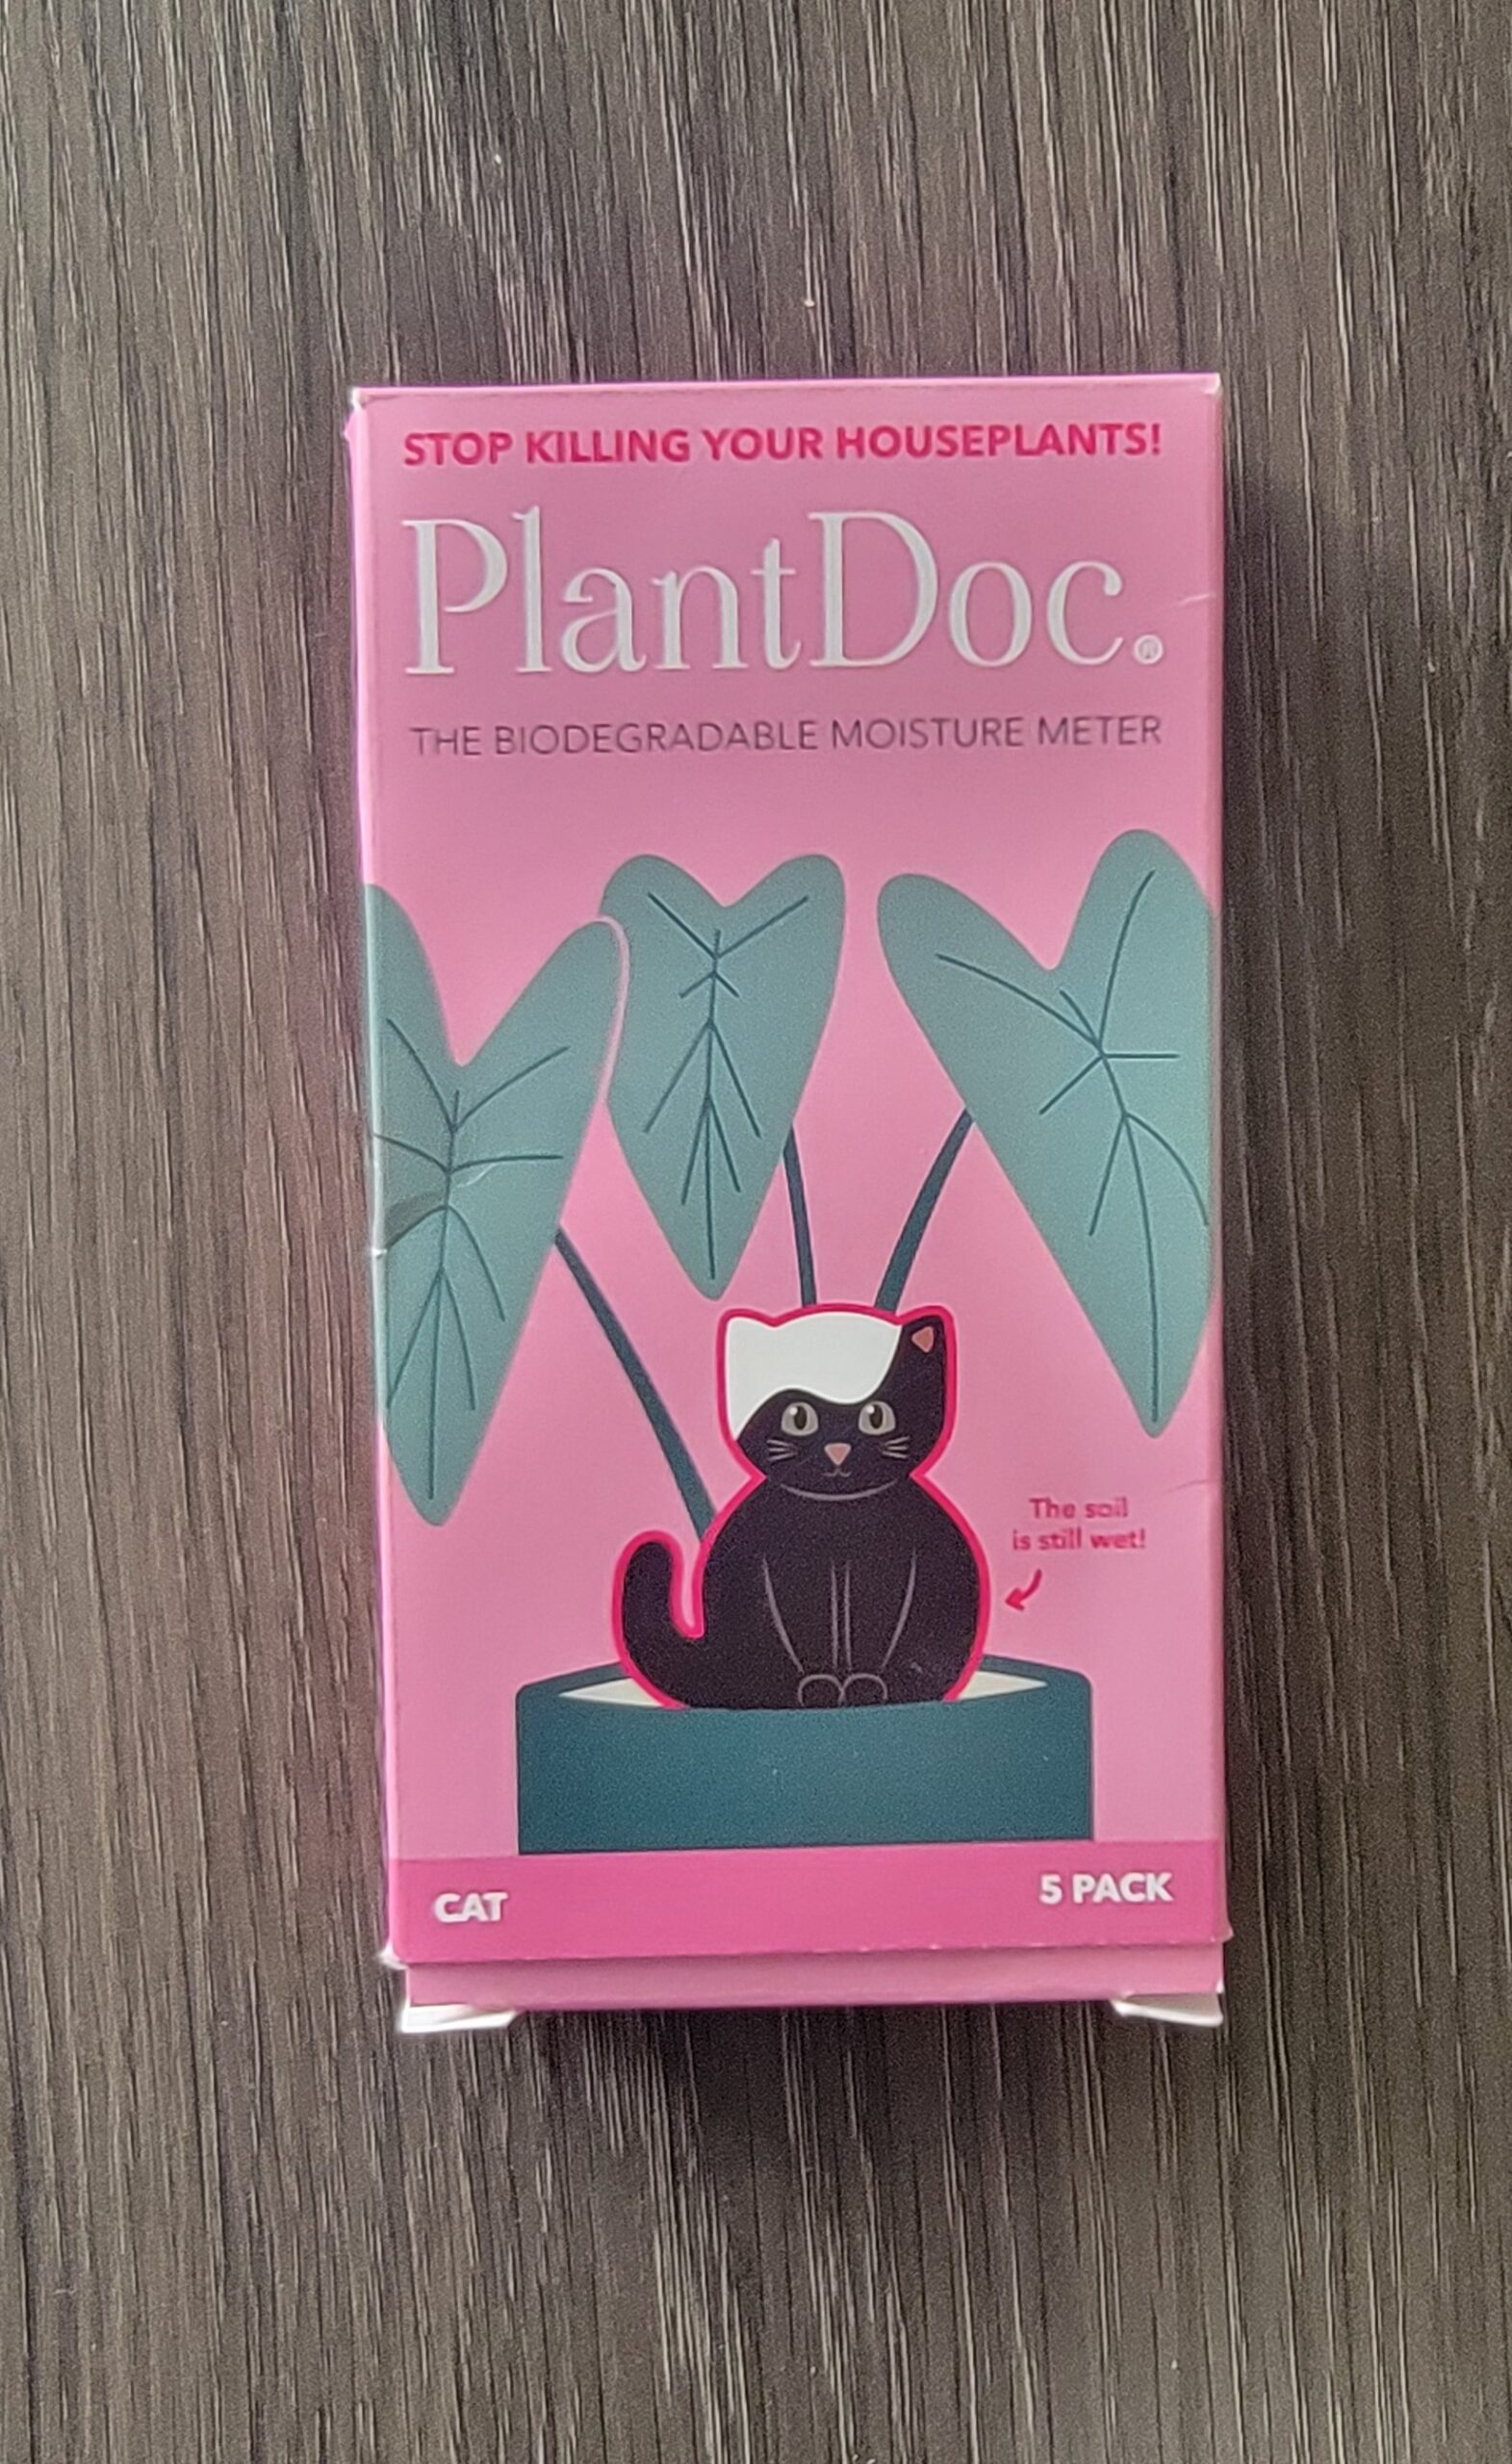 STOP KILLING YOUR HOUSEPLANTS!
PlantDoc.®
THE BIODEGRADABLE MOISTURE METER
The soil
is still wet!
CAT
5 PACK